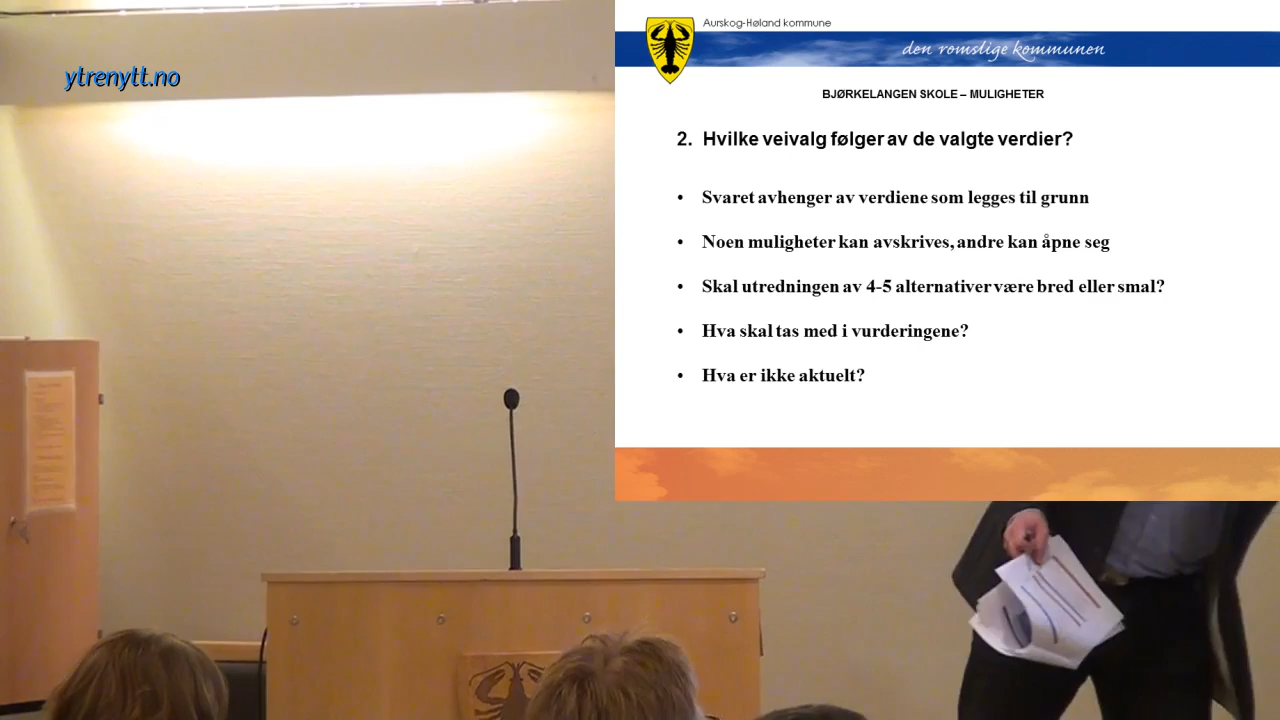 ytrenytt.no
Aurskog-Høland kommune
den romslige kommunen
BJØRKELANGEN SKOLE – MULIGHETER
2. Hvilke veivalg følger av de valgte verdier?
• Svaret avhenger av verdiene som legges til grunn
• Noen muligheter kan avskrives, andre kan åpne seg
• Skal utredningen av 4-5 alternativer være bred eller smal?
• Hva skal tas med i vurderingene?
• Hva er ikke aktuelt?